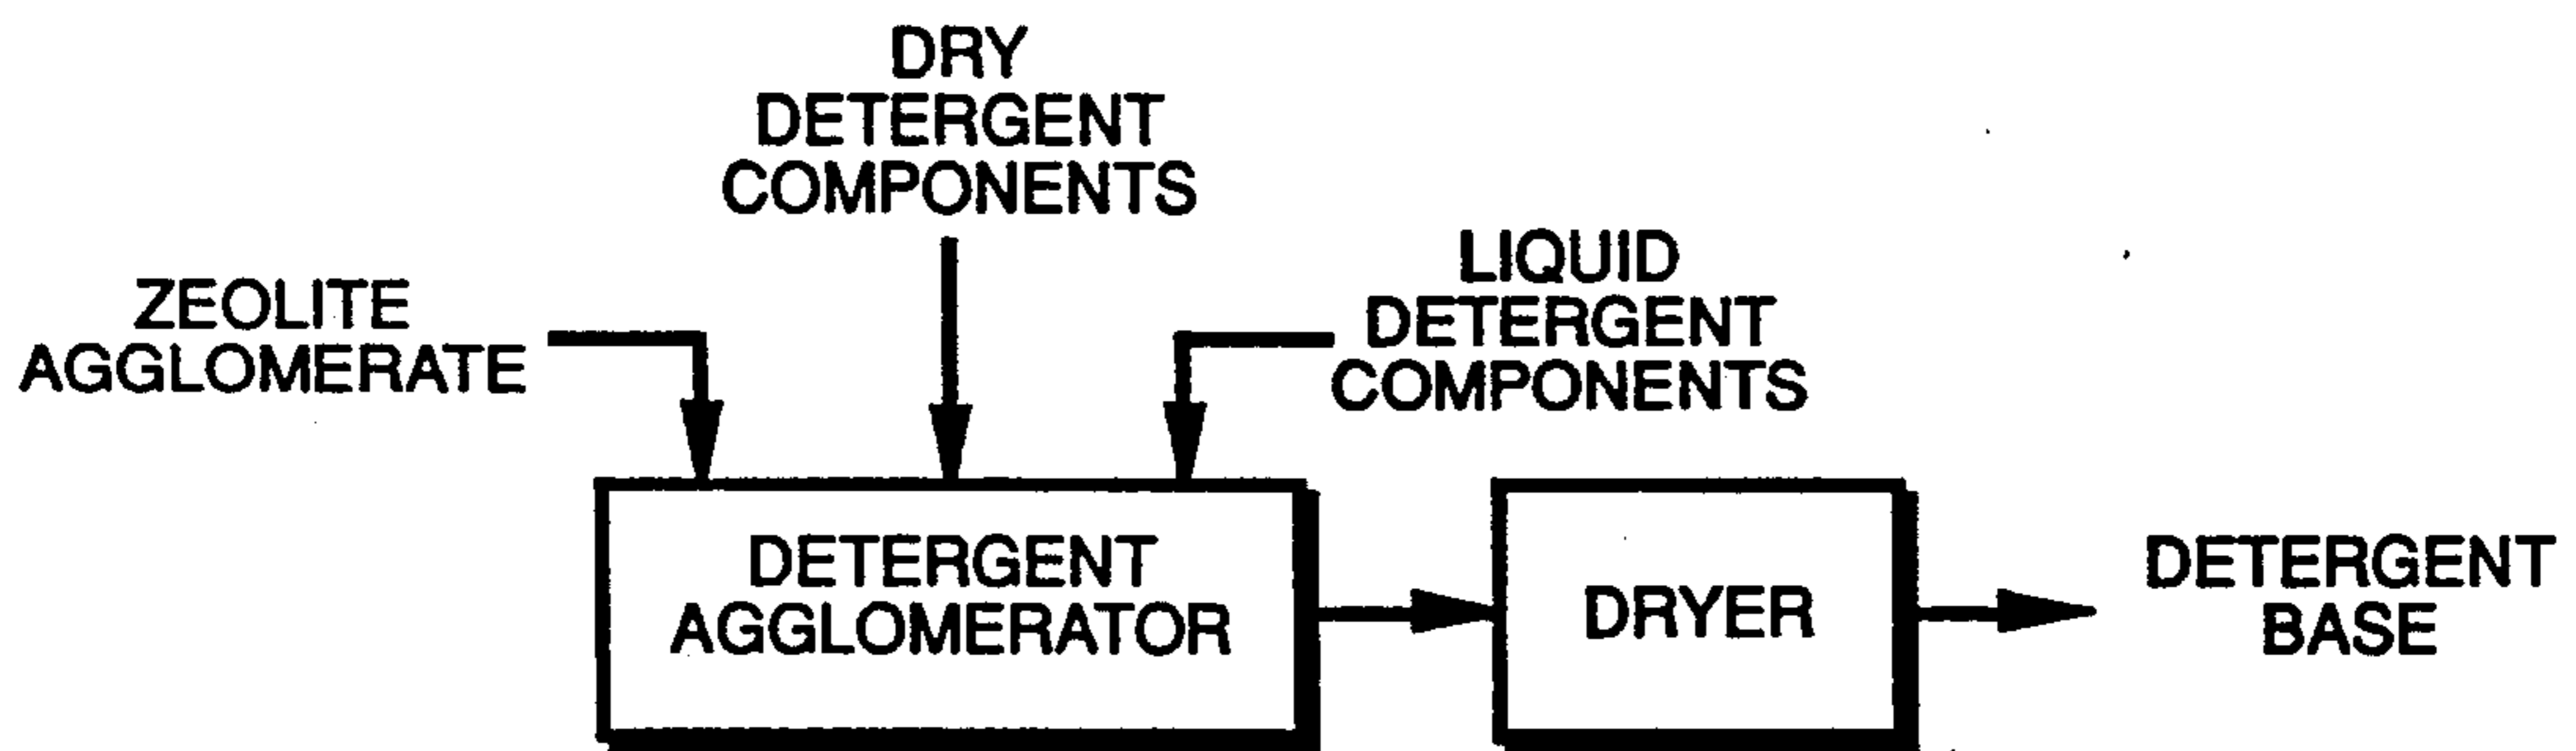 DRY
DETERGENT
COMPONENTS
ZEOLITE
AGGLOMERATE
LIQUID
DETERGENT
COMPONENTS
DETERGENT
AGGLOMERATOR
DRYER
DETERGENT
BASE